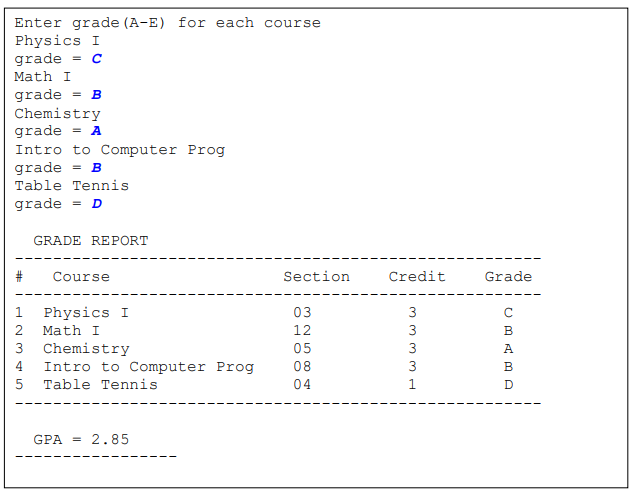 Enter grade(A-E) for each course
Physics I
grade = C
Math I
grade = B
Chemistry
grade = A
Intro to Computer Prog
grade = B
Table Tennis
grade = D
GRADE REPORT
-------------------------------------------------------
#   Course                  Section    Credit    Grade
-------------------------------------------------------
1  Physics I                 03          3         C
2  Math I                    12          3         B
3  Chemistry                 05          3         A
4  Intro to Computer Prog    08          3         B
5  Table Tennis              04          1         D
-------------------------------------------------------
GPA = 2.85
-----------------